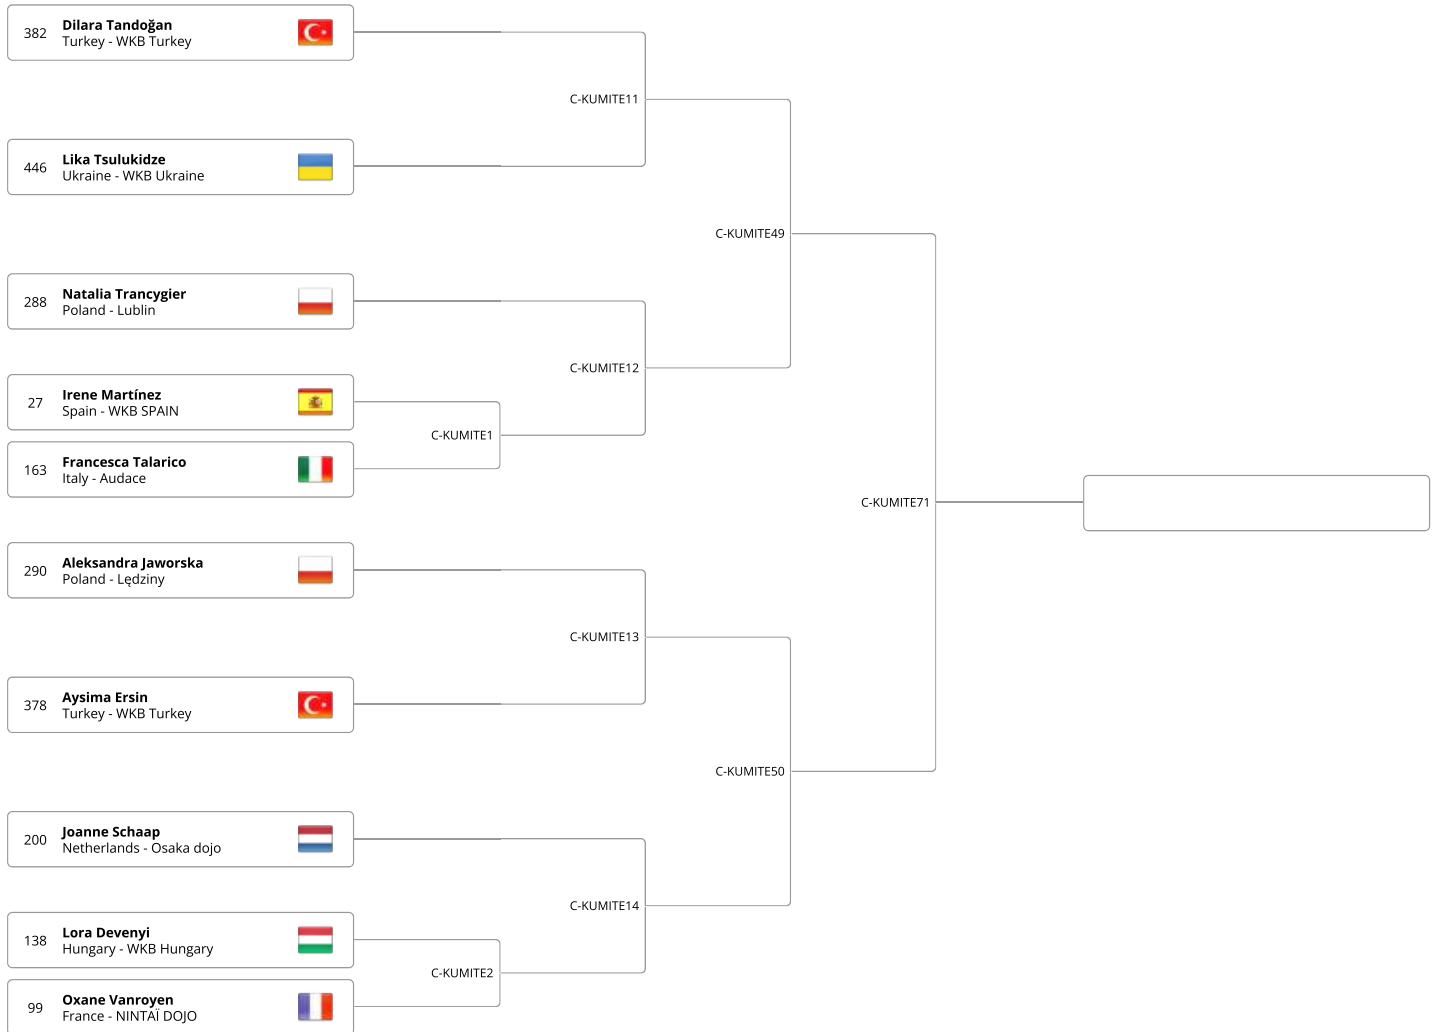 382
Dilara Tandoğan
Turkey - WKB Turkey
C-KUMITE11
446
Lika Tsulukidze
Ukraine - WKB Ukraine
C-KUMITE49
288
Natalia Trancygier
Poland - Lublin
C-KUMITE12
27
Irene Martínez
Spain - WKB SPAIN
C-KUMITE1
163
Francesca Talarico
Italy - Audace
C-KUMITE71
290
Aleksandra Jaworska
Poland - Lędziny
C-KUMITE13
378
Aysima Ersin
Turkey - WKB Turkey
C-KUMITE50
200
Joanne Schaap
Netherlands - Osaka dojo
C-KUMITE14
138
Lora Devenyi
Hungary - WKB Hungary
C-KUMITE2
99
Oxane Vanroyen
France - NINTAÏ DOJO